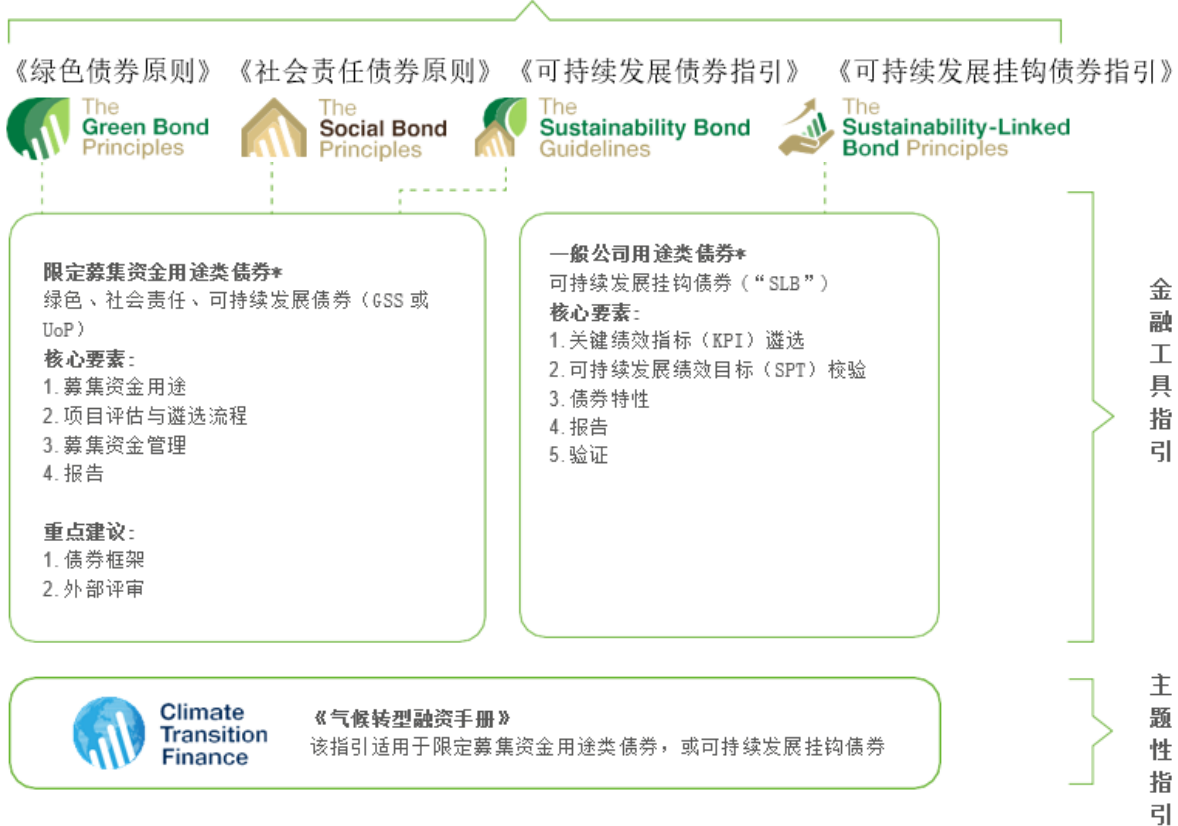 《绿色债券原则》
《社会责任债券原则》
《可持续发展债券指引》
《可持续发展挂钩债券指引》
The
Green Bond
Principles
The
Social Bond
Principles
The
Sustainability Bond
Guidelines
The
Sustainability-Linked
Bond Principles
限定募集资金用途类债券*
绿色、社会责任、可持续发展债券（GSS 或
UoP）
核心要素：
1. 募集资金用途
2. 项目评估与遴选流程
3. 募集资金管理
4. 报告
重点建议：
1. 债券框架
2. 外部评审
一般公司用途类债券*
可持续发展挂钩债券（“SLB”）
核心要素：
1. 关键绩效指标（KPI）遴选
2. 可持续发展绩效目标（SPT）校验
3. 债券特性
4. 报告
5. 验证
金融工具指引
Climate
Transition
Finance
《气候转型融资手册》
该指引适用于限定募集资金用途类债券，或可持续发展挂钩债券
主题性指引